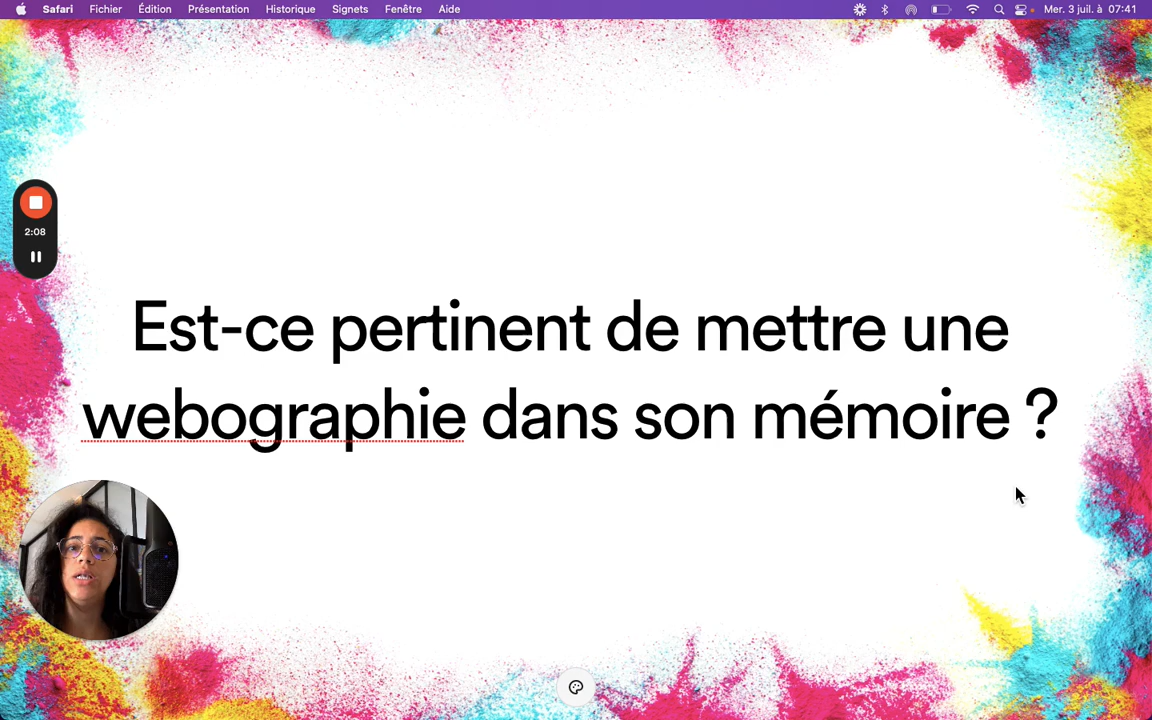 Safari Fichier Édition Présentation Historique Signets Fenêtre Aide Mer. 3 juil. à 07:41
2:08
Est-ce pertinent de mettre une
webographie dans son mémoire ?